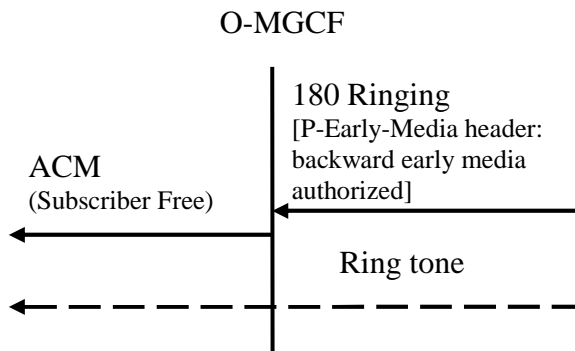 O-MGCF
180 Ringing
[P-Early-Media header:
backward early media
authorized]
ACM
(Subscriber Free)
Ring tone